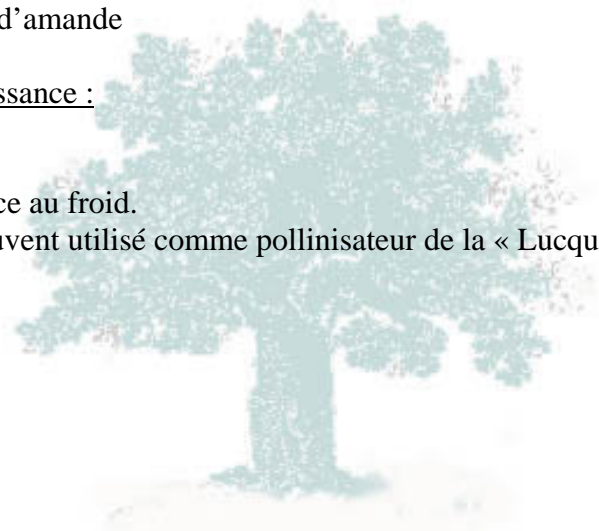 d’amande
ssance :
ce au froid.
uvent utilisé comme pollinisateur de la « Lucqu